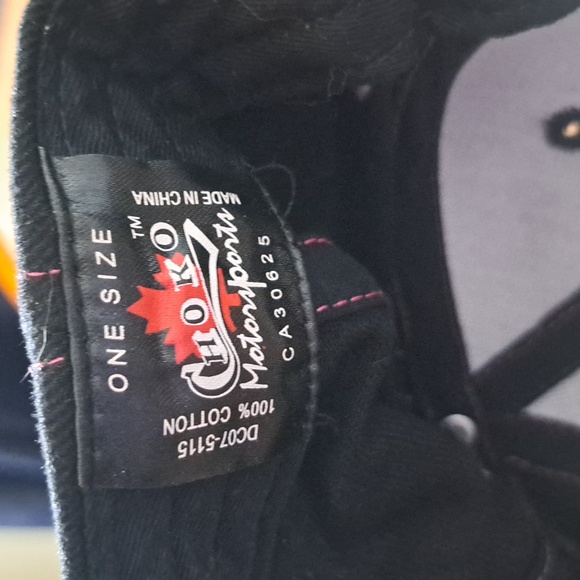 ONE SIZE
CHOKO™
Motorsports
CA30625
MADE IN CHINA
DC07-5115
100% COTTON